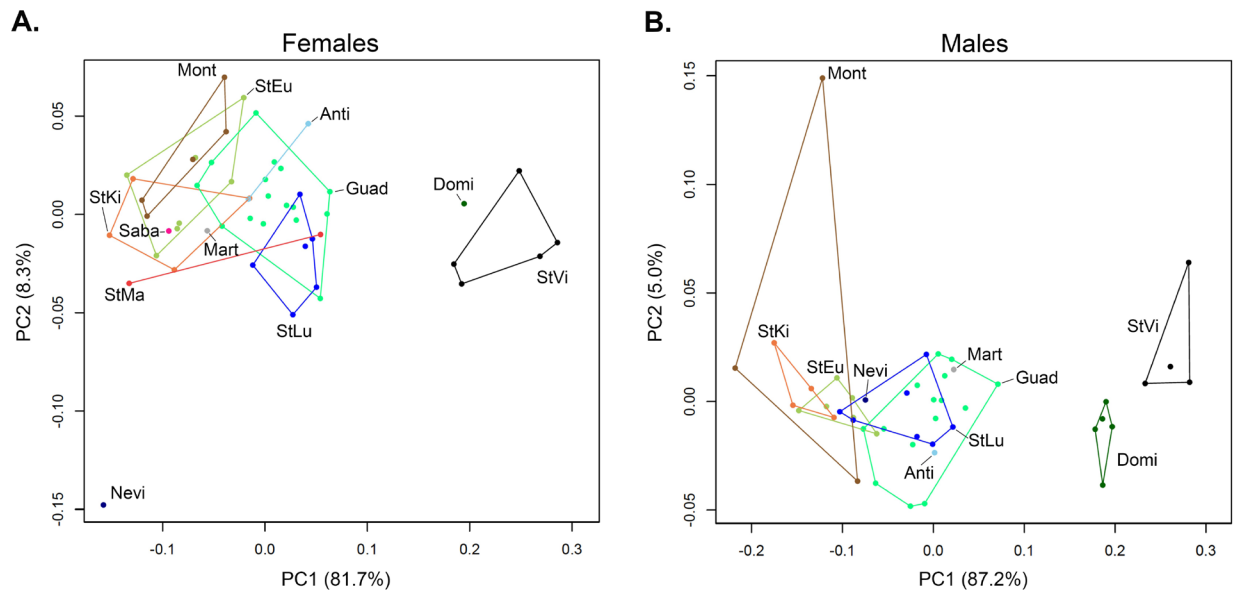 A.
Females
Mont
StEu
Anti
StKi
Saba
Mart
Guad
Domi
StVi
StMa
StLu
Nevi
0.05
0.00
-0.05
-0.10
-0.15
PC2 (8.3%)
-0.1
0.0
0.1
0.2
0.3
PC1 (81.7%)
B.
Males
Mont
StKi
StEu
Nevi
Mart
Guad
StLu
Anti
StVi
Domi
0.15
0.10
0.05
0.00
-0.05
PC2 (5.0%)
-0.2
-0.1
0.0
0.1
0.2
0.3
PC1 (87.2%)